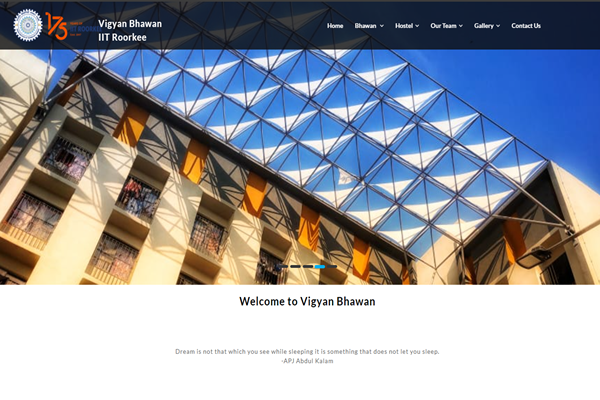 Vigyan Bhawan
IIT Roorkee
175
Home
Bhawan
Hostel
Our Team
Gallery
Contact Us
Welcome to Vigyan Bhawan
Dream is not that which you see while sleeping it is something that does not let you sleep.
-APJ Abdul Kalam